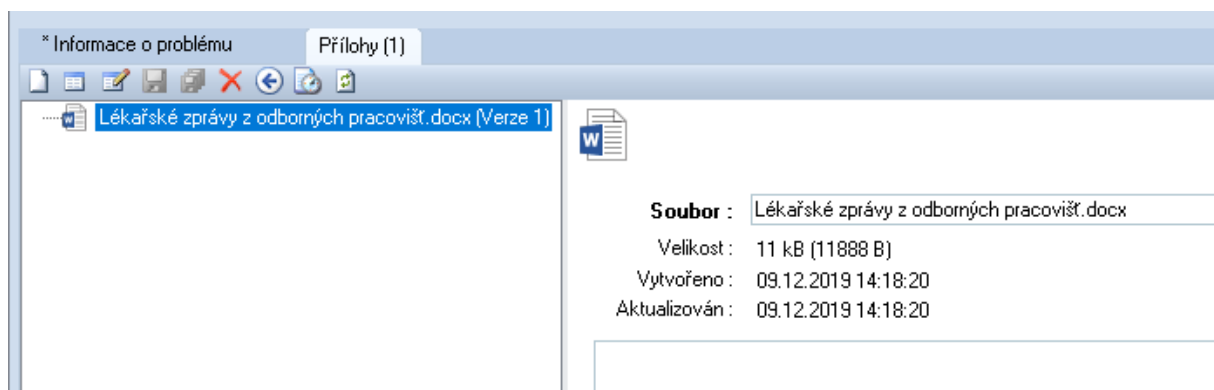 * Informace o problému Přílohy (1)
Lékařské zprávy z odborných pracovišť.docx (Verze 1)
W
Soubor : Lékařské zprávy z odborných pracovišť.docx
Velikost : 11 kB (11888 B)
Vytvořeno : 09.12.2019 14:18:20
Aktualizován : 09.12.2019 14:18:20